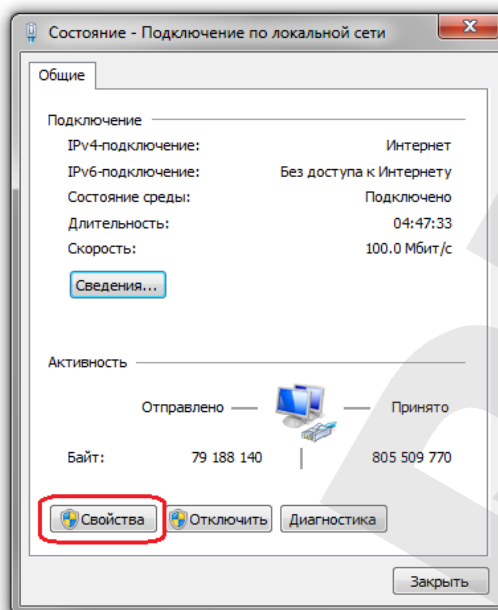 Состояние - Подключение по локальной сети
Общие
Подключение
IPv4-подключение: Интернет
IPv6-подключение: Без доступа к Интернету
Состояние среды: Подключено
Длительность: 04:47:33
Скорость: 100.0 Мбит/с
Сведения...
Активность
Отправлено — — Принято
Байт: 79 188 140 | 805 509 770
Свойства Отключить Диагностика
Закрыть